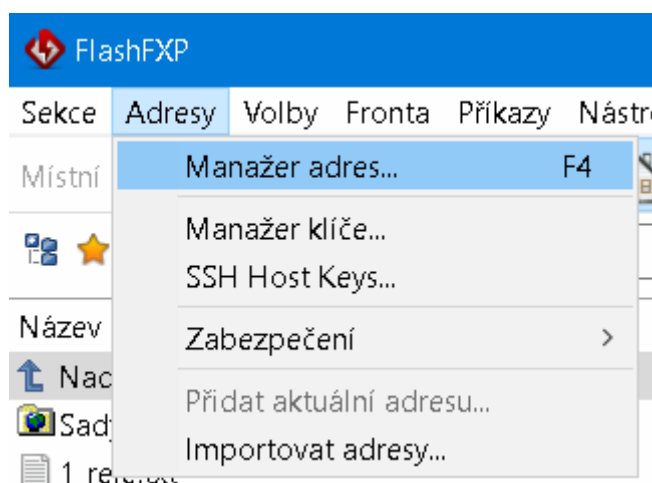 FlashFXP
Sekce Adresy Volby Fronta Příkazy
Místní
Manažer adres... F4
Manažer klíče...
SSH Host Keys...
Název
Zabezpečení >
Přidat aktuální adresu...
Importovat adresy...
1